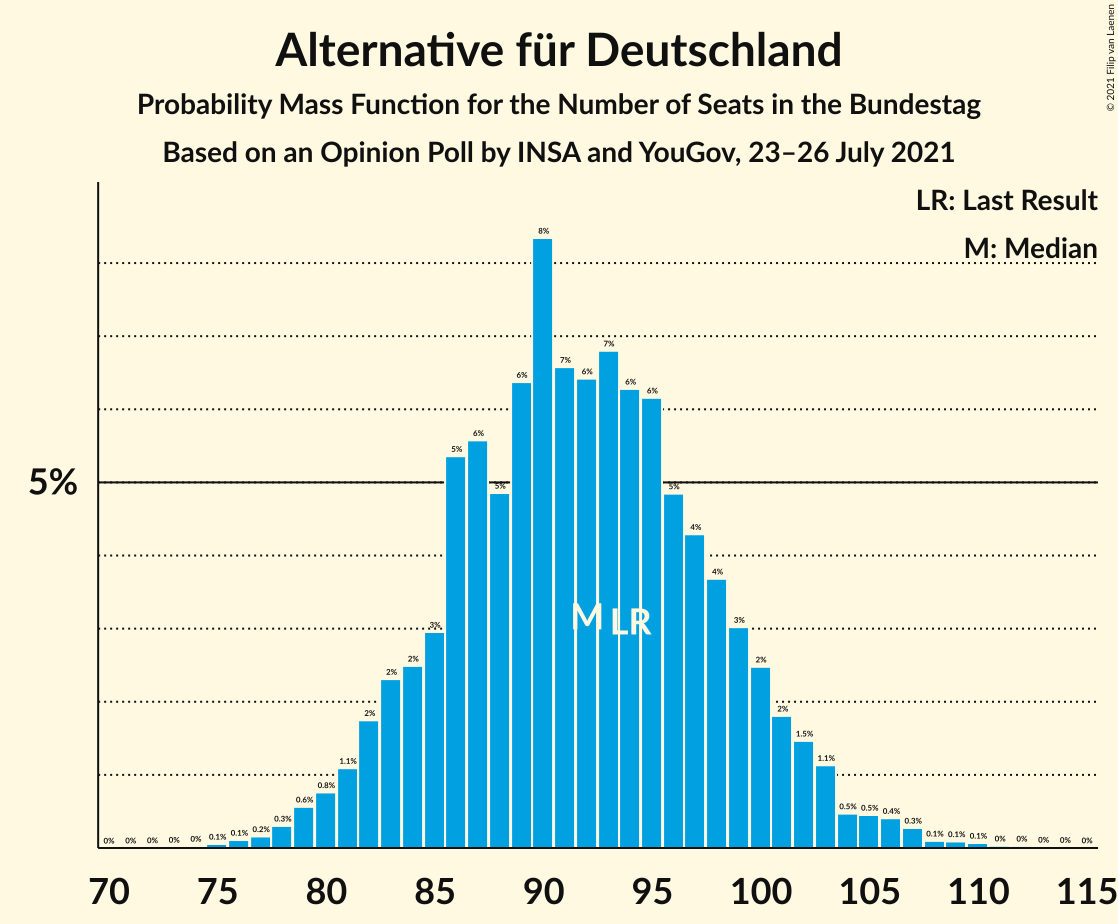 Alternative für Deutschland
Probability Mass Function for the Number of Seats in the Bundestag
Based on an Opinion Poll by INSA and YouGov, 23–26 July 2021
© 2021 Filip van Laenen
LR: Last Result
M: Median
5%
0% 0% 0% 0% 0% 0.1% 0.1% 0.2% 0.3% 0.6% 0.8% 1.1% 2% 2% 2% 3% 5% 6% 5% 6% 8% 7% 6% 7% 6% 6% 5% 4% 4% 3% 2% 2% 1.5% 1.1% 0.5% 0.5% 0.4% 0.3% 0.1% 0.1% 0.1% 0% 0% 0% 0% 0%
M LR
70 75 80 85 90 95 100 105 110 115